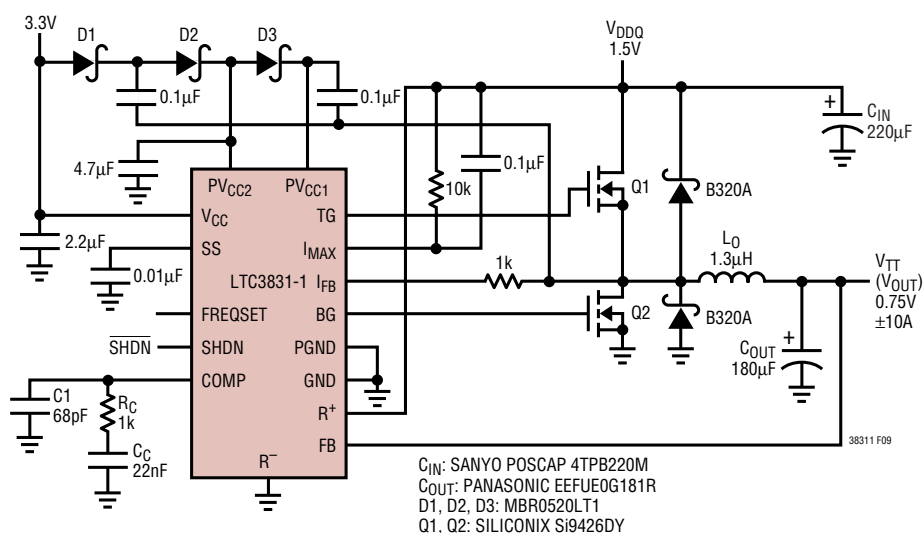 3.3V
D1
D2
D3
0.1µF
0.1µF
4.7µF
V_DDQ
1.5V
+
C_IN
220µF
0.1µF
10k
Q1
B320A
PV_CC2
PV_CC1
V_CC
TG
2.2µF
SS
I_MAX
0.01µF
LTC3831-1
I_FB
1k
L_O
1.3µH
V_TT
(V_OUT)
0.75V
±10A
FREQSET
BG
Q2
B320A
+
C_OUT
180µF
S̅H̅D̅N̅
SHDN
PGND
COMP
GND
C1
68pF
R_C
1k
R⁺
C_C
22nF
FB
R⁻
38311 F09
C_IN: SANYO POSCAP 4TPB220M
C_OUT: PANASONIC EEFUE0G181R
D1, D2, D3: MBR0520LT1
Q1, Q2: SILICONIX Si9426DY